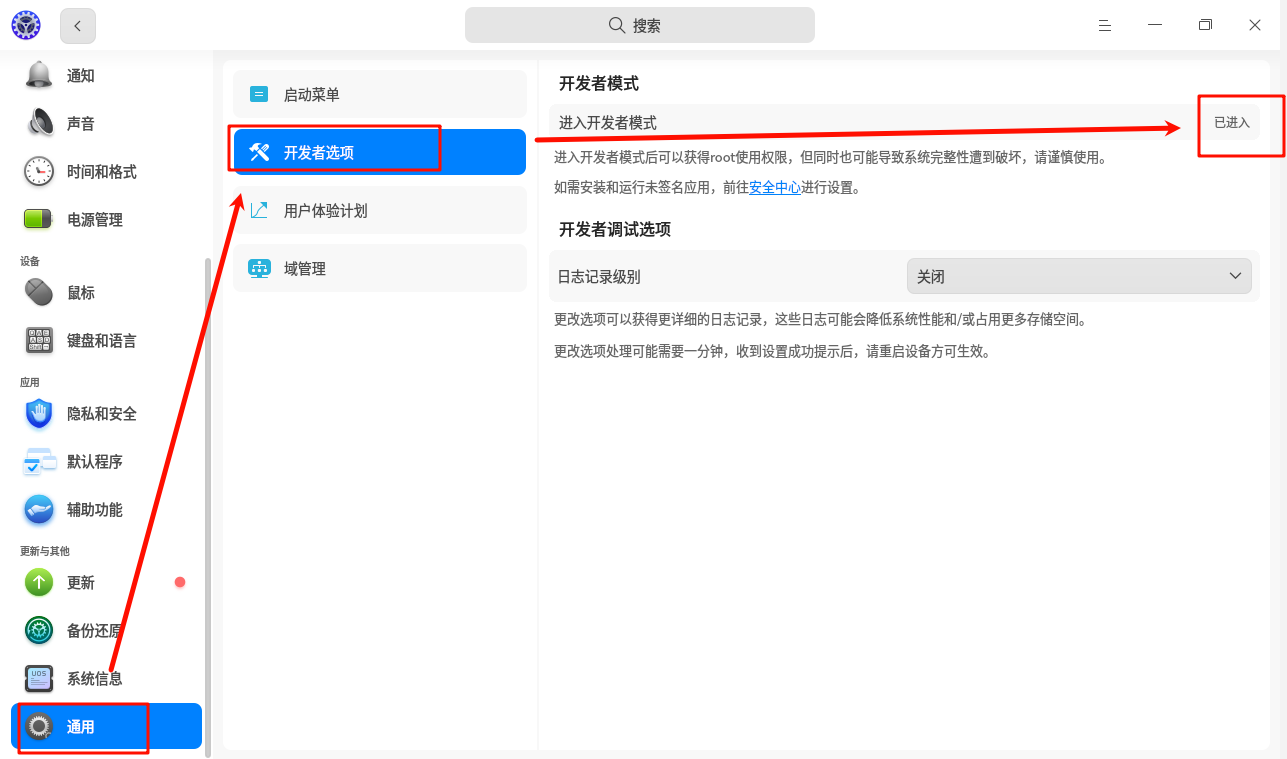 搜索
通知
声音
时间和格式
电源管理
设备
鼠标
键盘和语言
应用
隐私和安全
默认程序
辅助功能
更新与其他
更新
备份还原
系统信息
通用
启动菜单
开发者选项
用户体验计划
域管理
开发者模式
进入开发者模式
已进入
进入开发者模式后可以获得root使用权限，但同时也可能导致系统完整性遭到破坏，请谨慎使用。
如需安装和运行未签名应用，前往安全中心进行设置。
开发者调试选项
日志记录级别
关闭
更改选项可以获得更详细的日志记录，这些日志可能会降低系统性能和/或占用更多存储空间。
更改选项处理可能需要一分钟，收到设置成功提示后，请重启设备方可生效。